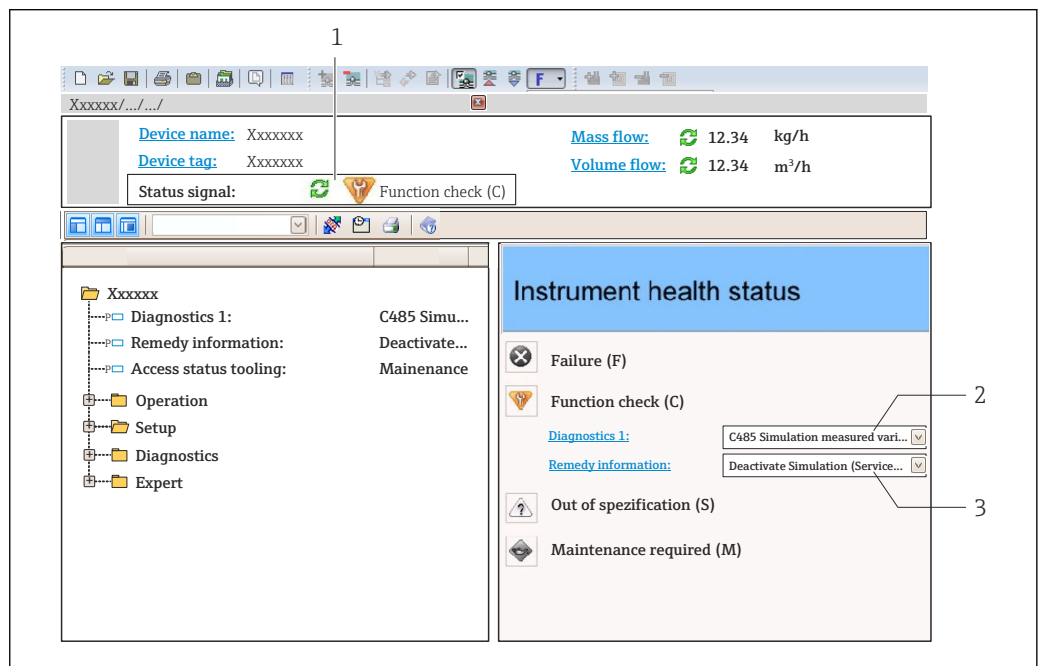 1
F
Xxxxxx/.../.../
Device name: Xxxxxxx Mass flow: 12.34 kg/h
Device tag: Xxxxxxx Volume flow: 12.34 m³/h
Status signal: Function check (C)
Xxxxxx
P Diagnostics 1: C485 Simu...
P Remedy information: Deactivate...
P Access status tooling: Mainenance
Operation
Setup
Diagnostics
Expert
Instrument health status
Failure (F)
Function check (C)
Diagnostics 1: C485 Simulation measured vari... 2
Remedy information: Deactivate Simulation (Service... 3
Out of spezification (S)
Maintenance required (M)